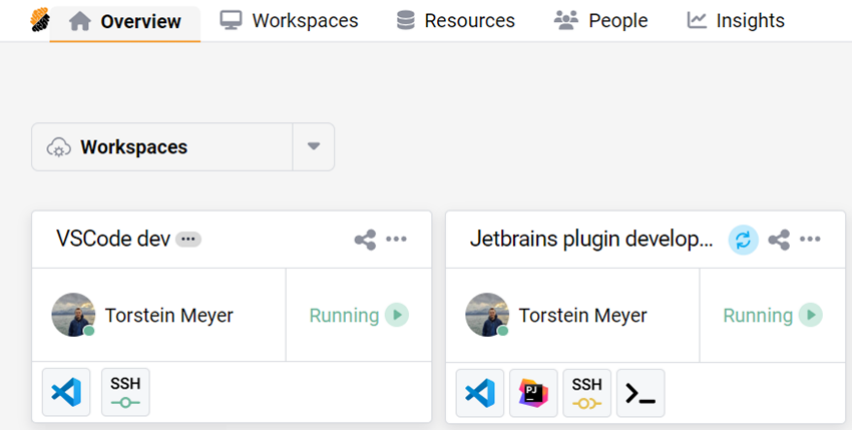 Overview Workspaces Resources People Insights
Workspaces
VSCode dev ... Jetbrains plugin develop...
Torstein Meyer Running Torstein Meyer Running
SSH PJ SSH